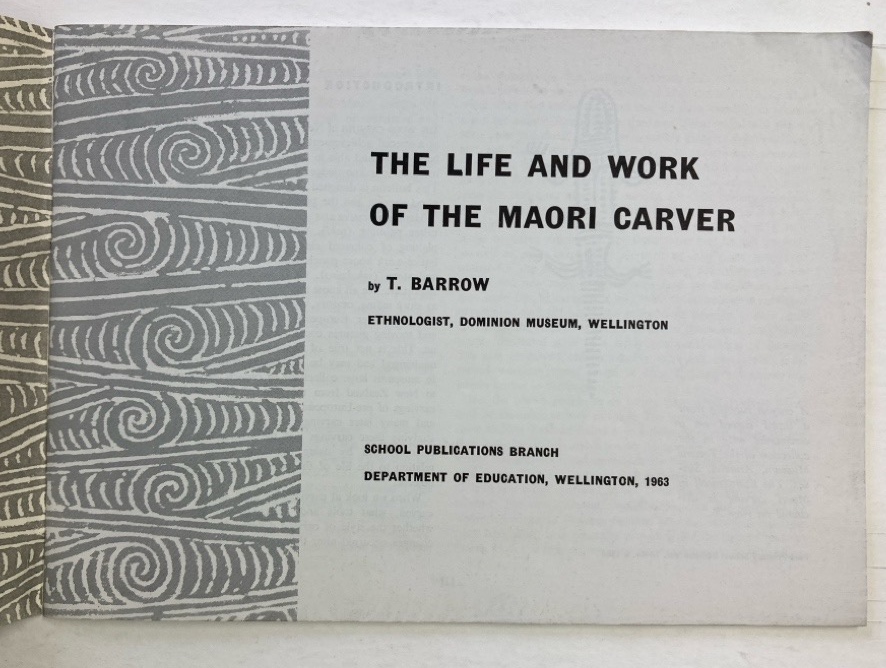 THE LIFE AND WORK
OF THE MAORI CARVER
by T. BARROW
ETHNOLOGIST, DOMINION MUSEUM, WELLINGTON
SCHOOL PUBLICATIONS BRANCH
DEPARTMENT OF EDUCATION, WELLINGTON, 1963